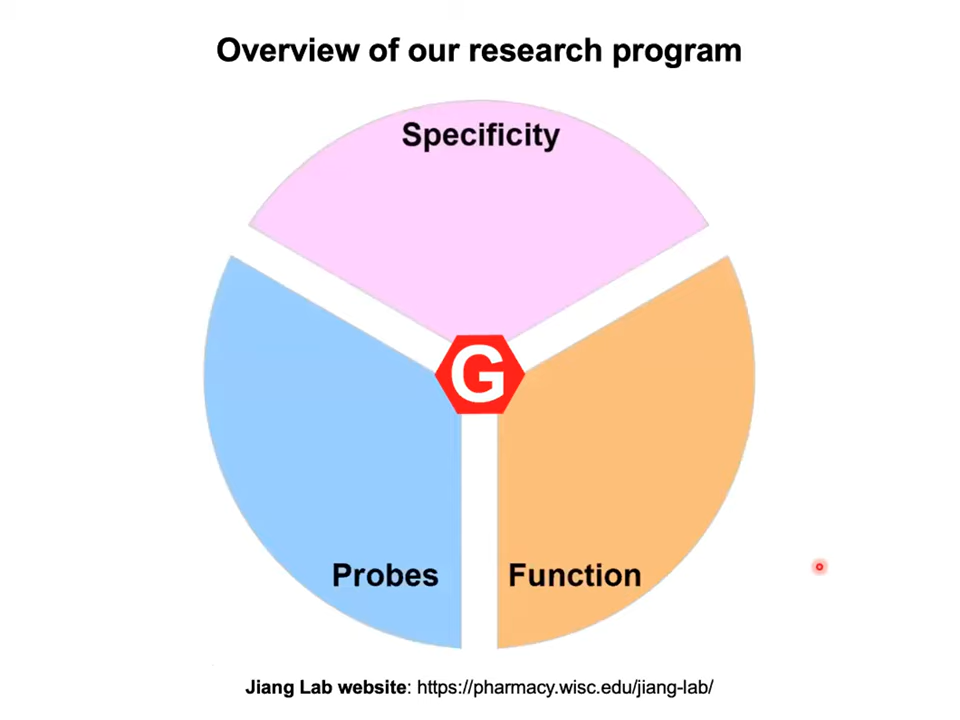 Overview of our research program
Specificity
G
Probes
Function
Jiang Lab website: https://pharmacy.wisc.edu/jiang-lab/